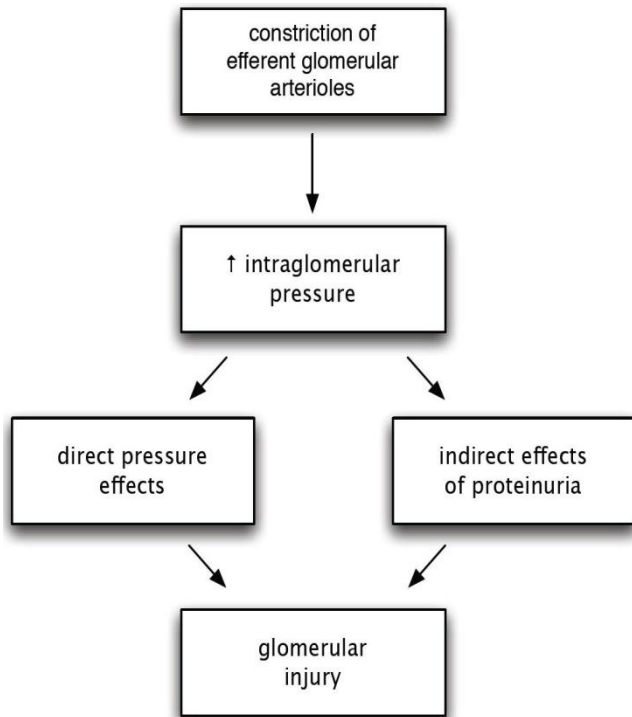 constriction of
efferent glomerular
arterioles
↑ intraglomerular
pressure
direct pressure
effects
indirect effects
of proteinuria
glomerular
injury